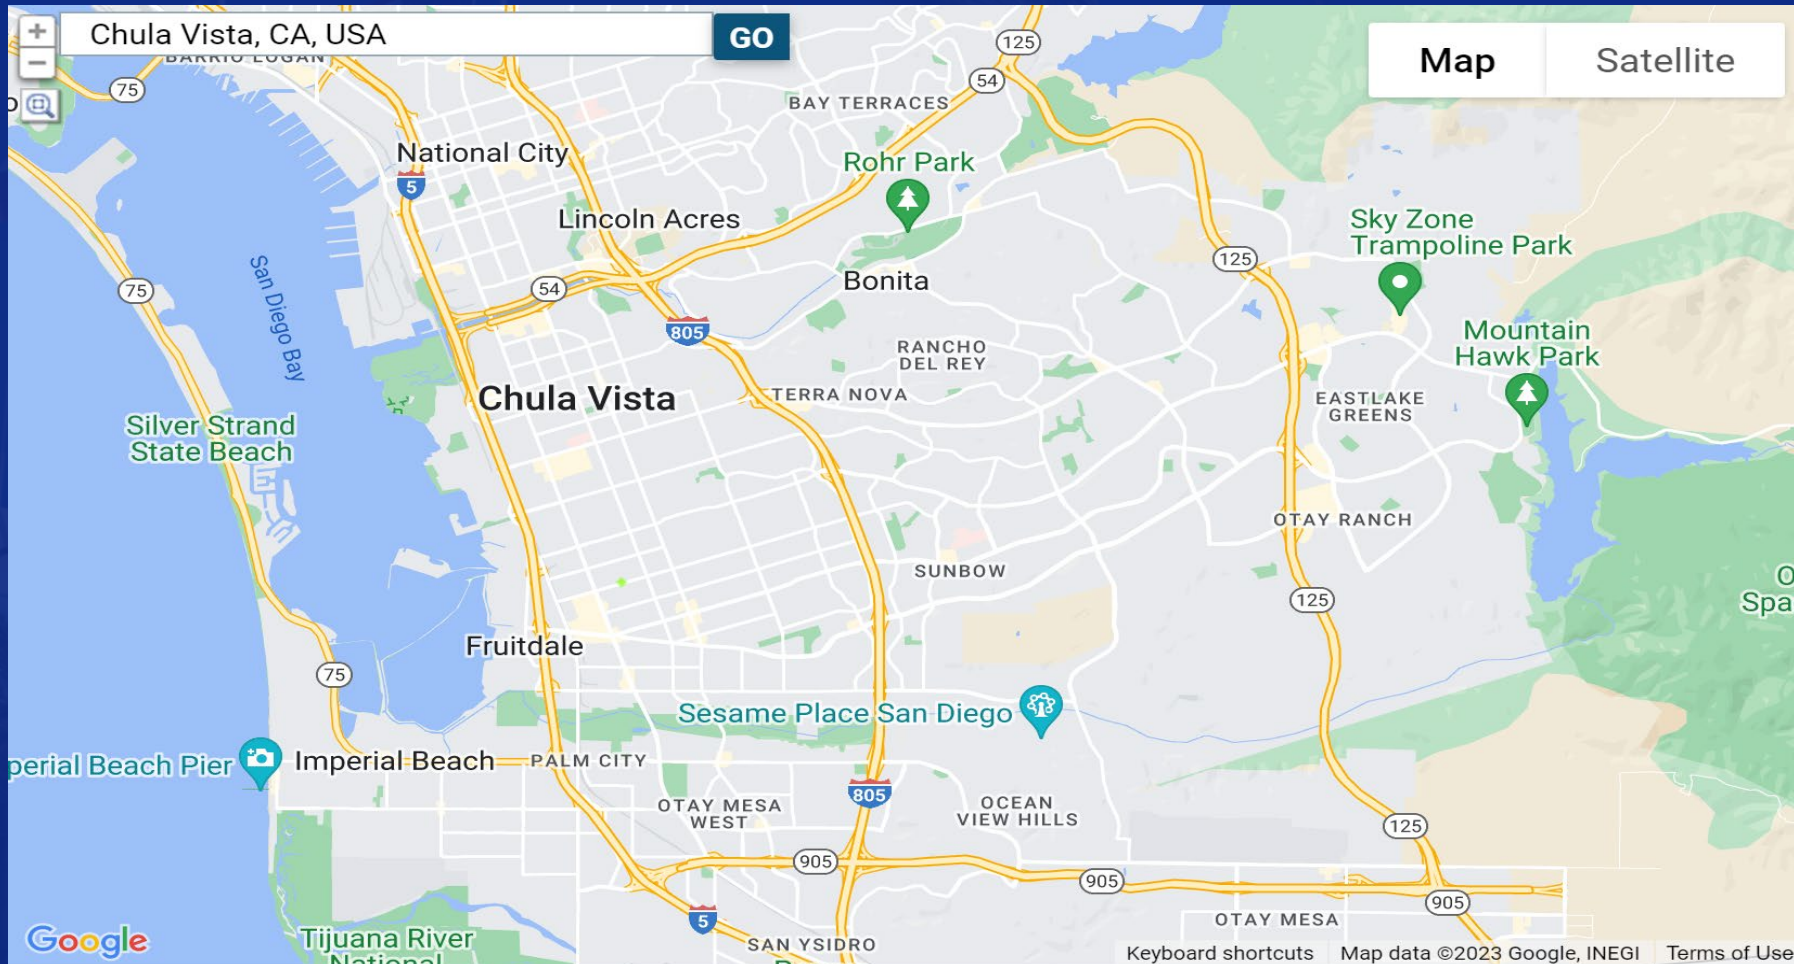 +
Chula Vista, CA, USA
GO
Map
Satellite
−
BARRIO LOGAN
125
75
54
BAY TERRACES
National City
Rohr Park
5
Lincoln Acres
Sky Zone
Trampoline Park
125
75
54
San Diego Bay
Bonita
805
Mountain
Hawk Park
RANCHO
DEL REY
Chula Vista
TERRA NOVA
EASTLAKE
GREENS
Silver Strand
State Beach
OTAY RANCH
SUNBOW
125
Spa
Fruitdale
75
Sesame Place San Diego
perial Beach Pier
Imperial Beach
PALM CITY
805
OTAY MESA
WEST
OCEAN
VIEW HILLS
125
905
905
905
5
OTAY MESA
SAN YSIDRO
Google
Tijuana River
National
Keyboard shortcuts
Map data ©2023 Google, INEGI
Terms of Use